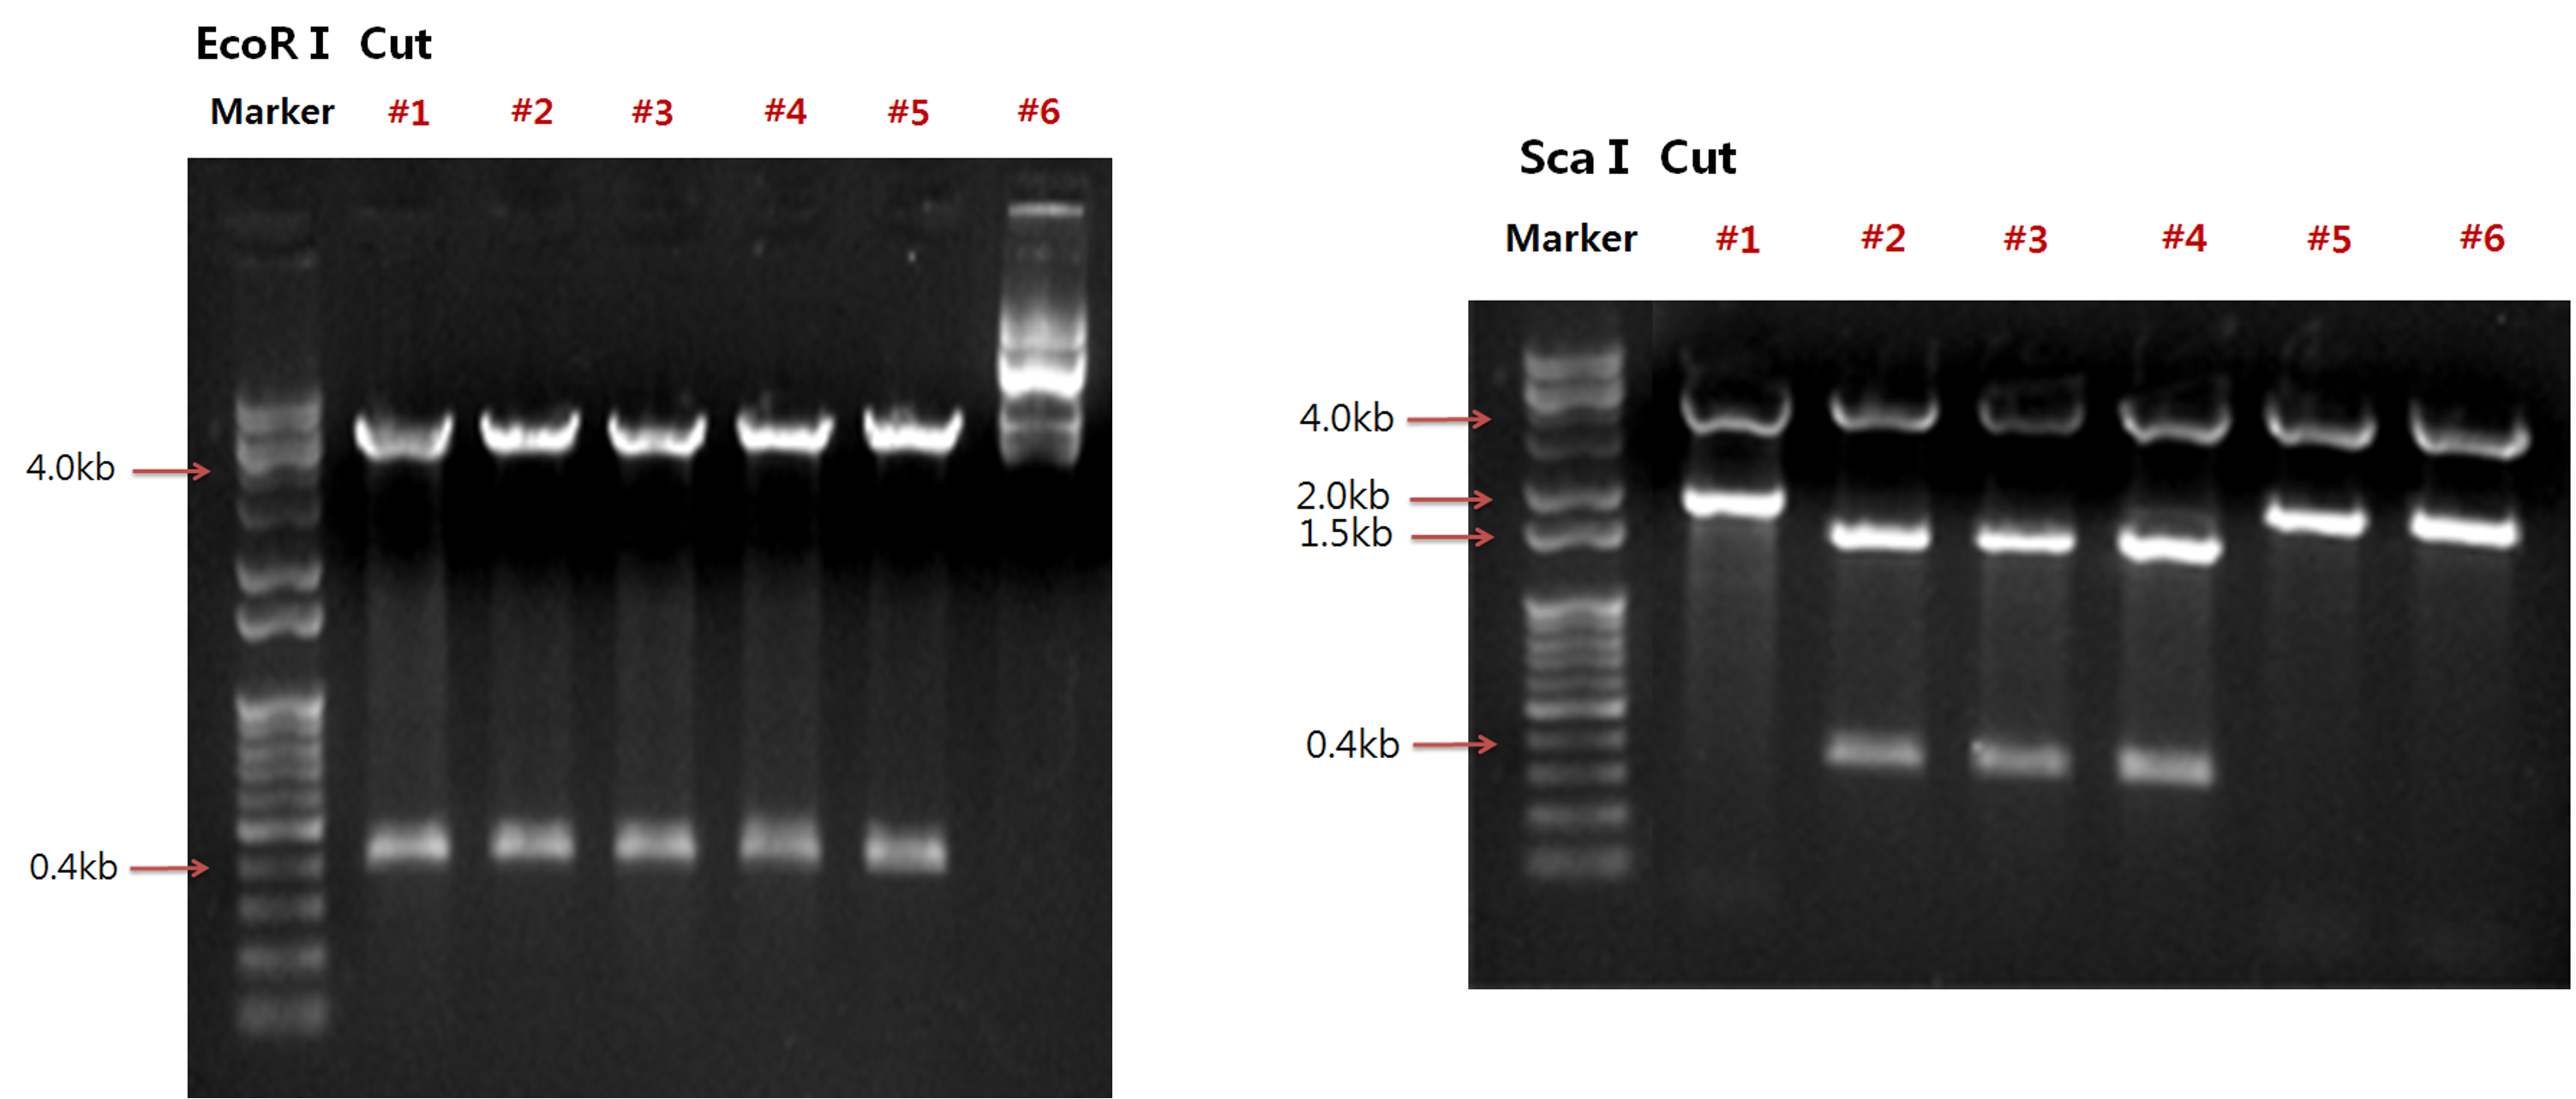 EcoR I Cut
Marker #1 #2 #3 #4 #5 #6
4.0kb
0.4kb
Sca I Cut
Marker #1 #2 #3 #4 #5 #6
4.0kb
2.0kb
1.5kb
0.4kb